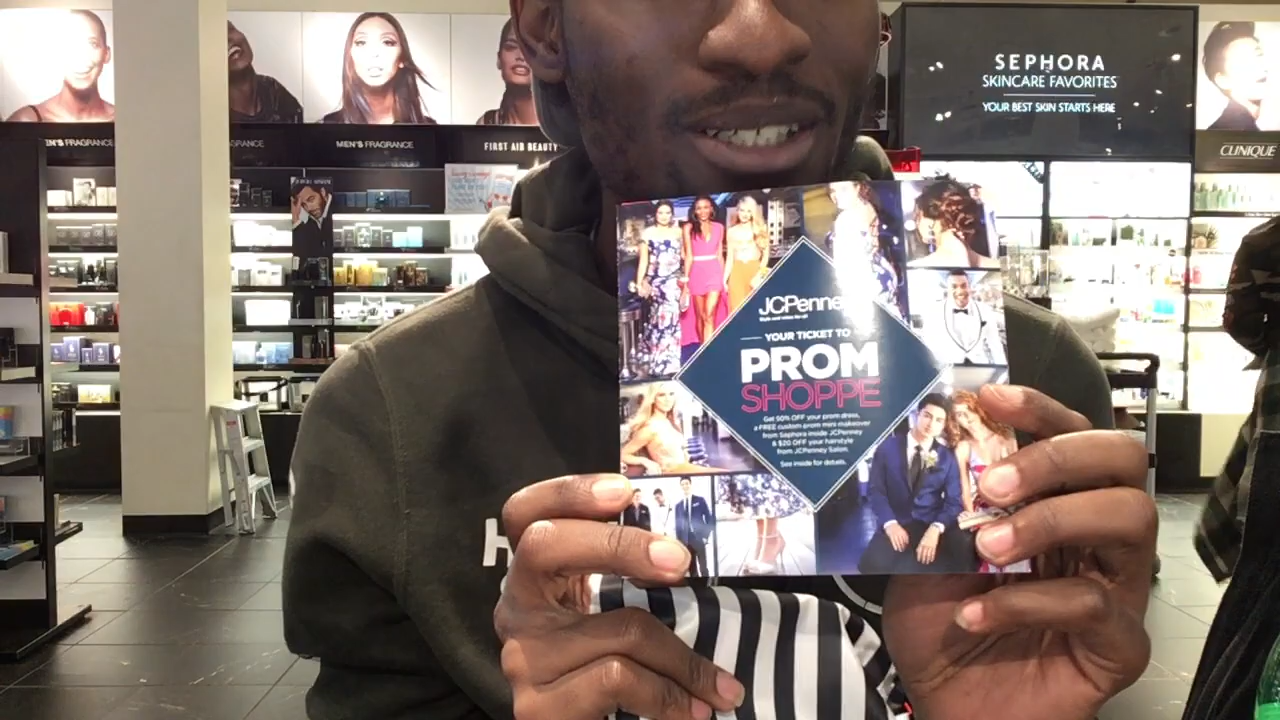 SEPHORA
SKINCARE FAVORITES
YOUR BEST SKIN STARTS HERE
FRAGRANCE
MEN'S FRAGRANCE
FIRST AID BEAUTY
CLINIQUE
JCPenney
YOUR TICKET TO
PROM
SHOPPE
Get 50% OFF your prom dress,
a FREE custom prom mini makeover
from Sephora inside JCPenney
& $20 OFF your hairstyle
from JCPenney Salon.
See inside for details.
H